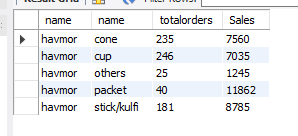 Result Grid Filter Rows:
name name totalorders Sales
havmor cone 235 7560
havmor cup 246 7035
havmor others 25 1245
havmor packet 40 11862
havmor stick/kulfi 181 8785